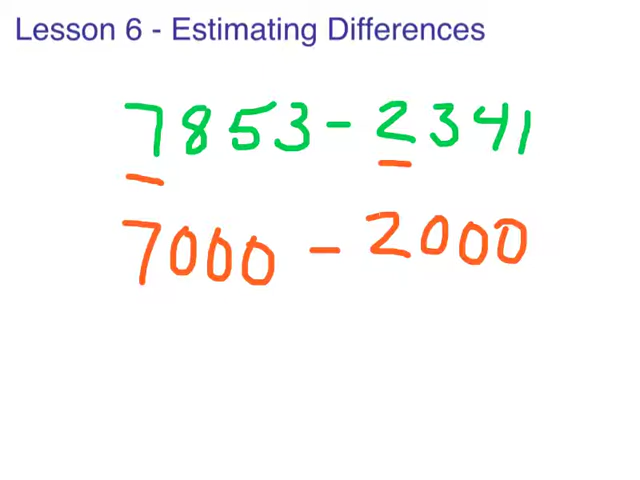 Lesson 6 - Estimating Differences
7853 - 2341
7000 - 2000